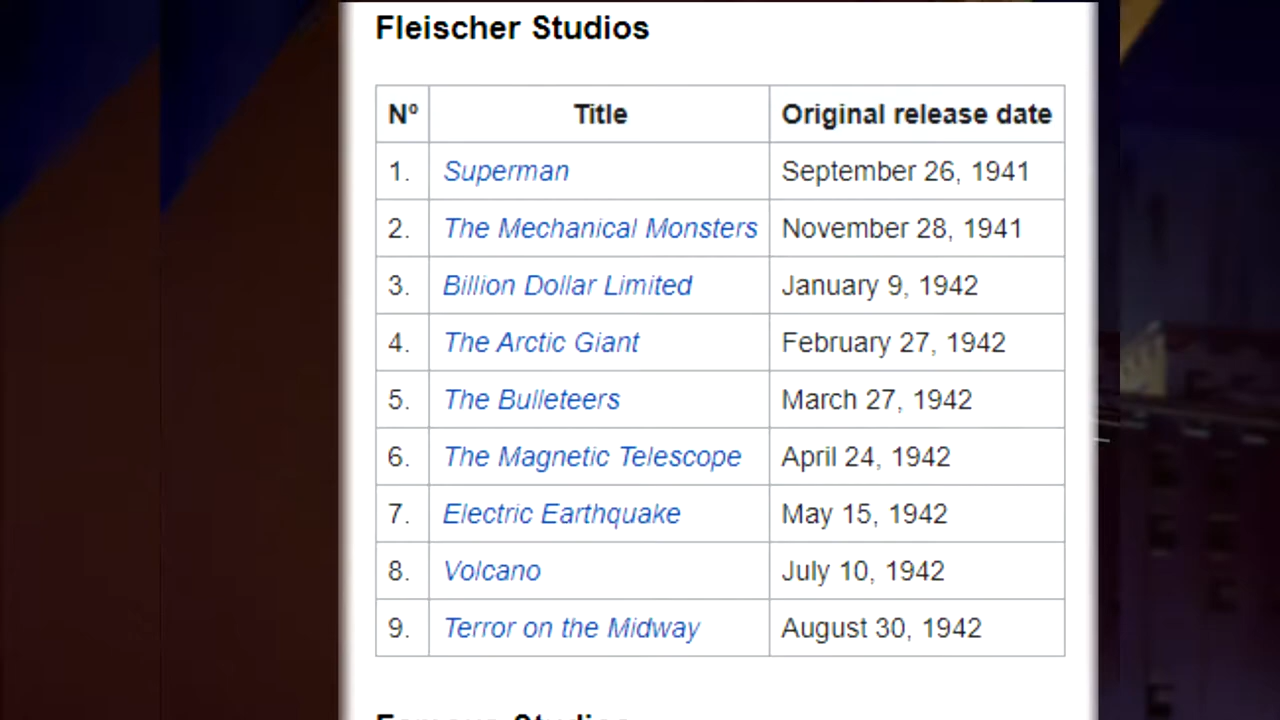 Fleischer Studios
Nº Title Original release date
1. Superman September 26, 1941
2. The Mechanical Monsters November 28, 1941
3. Billion Dollar Limited January 9, 1942
4. The Arctic Giant February 27, 1942
5. The Bulleteers March 27, 1942
6. The Magnetic Telescope April 24, 1942
7. Electric Earthquake May 15, 1942
8. Volcano July 10, 1942
9. Terror on the Midway August 30, 1942
Famous Studios